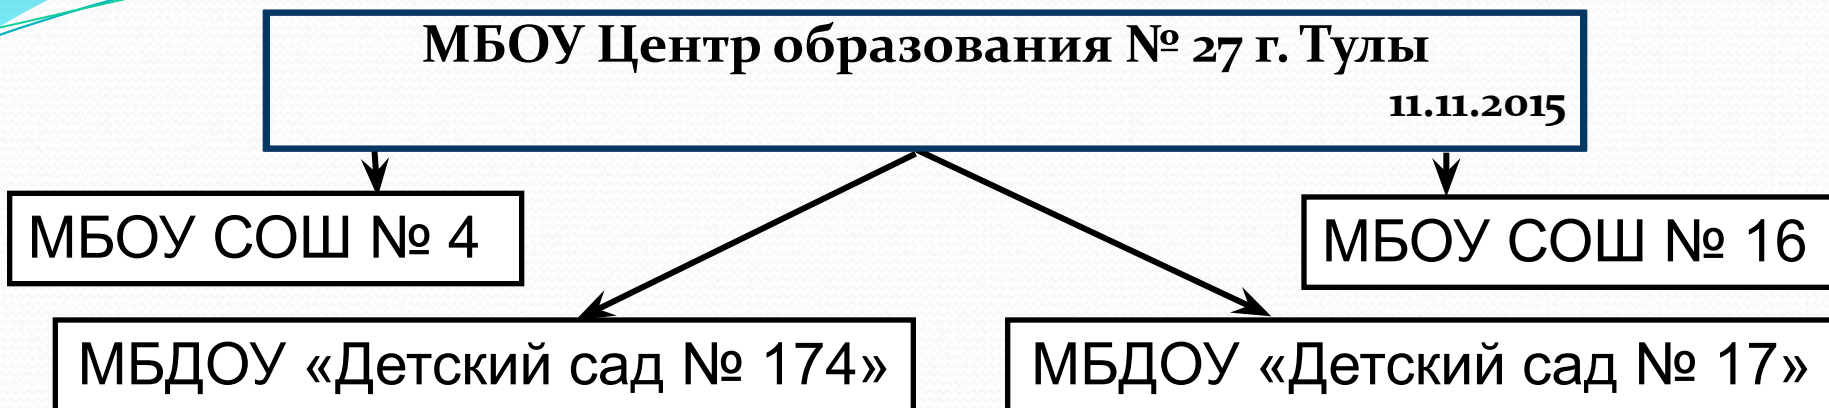 МБОУ Центр образования № 27 г. Тулы
11.11.2015
МБОУ СОШ № 4
МБОУ СОШ № 16
МБДОУ «Детский сад № 174»
МБДОУ «Детский сад № 17»